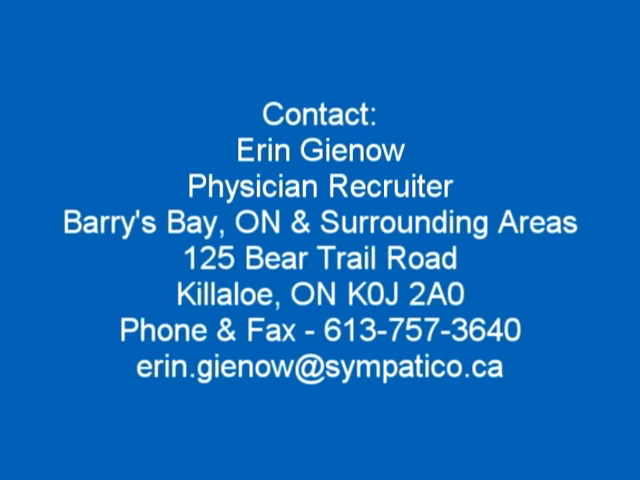 Contact:
Erin Gienow
Physician Recruiter
Barry's Bay, ON & Surrounding Areas
125 Bear Trail Road
Killaloe, ON K0J 2A0
Phone & Fax - 613-757-3640
erin.gienow@sympatico.ca